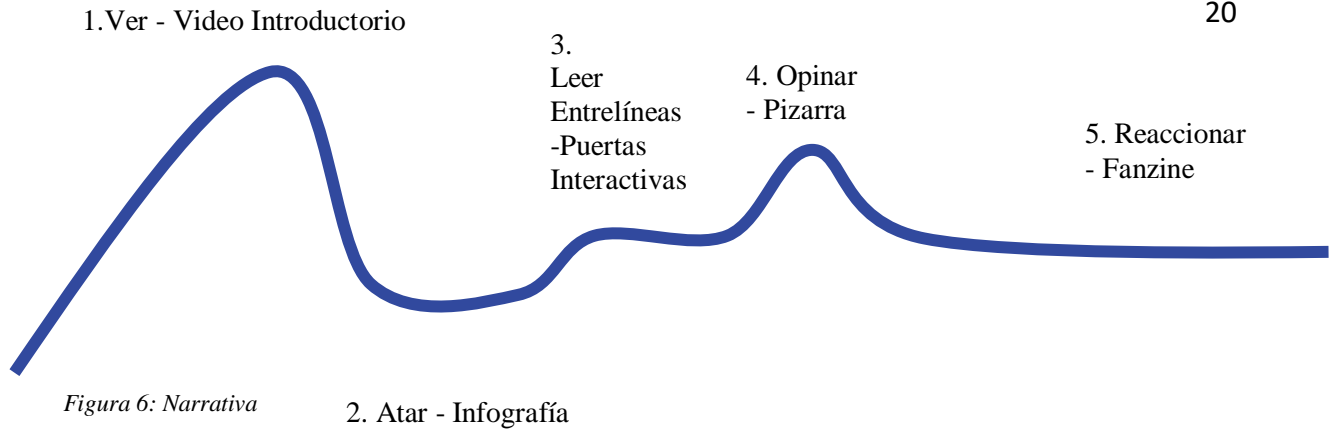 20
1.Ver - Video Introductorio
3.
Leer
Entrelíneas
-Puertas
Interactivas
4. Opinar
- Pizarra
5. Reaccionar
- Fanzine
Figura 6: Narrativa
2. Atar - Infografía